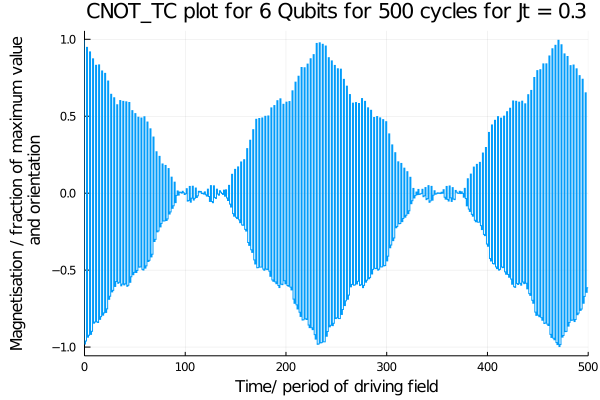 CNOT_TC plot for 6 Qubits for 500 cycles for Jt = 0.3
Magnetisation / fraction of maximum value
and orientation
1.0
0.5
0.0
−0.5
−1.0
0
100
200
300
400
500
Time/ period of driving field